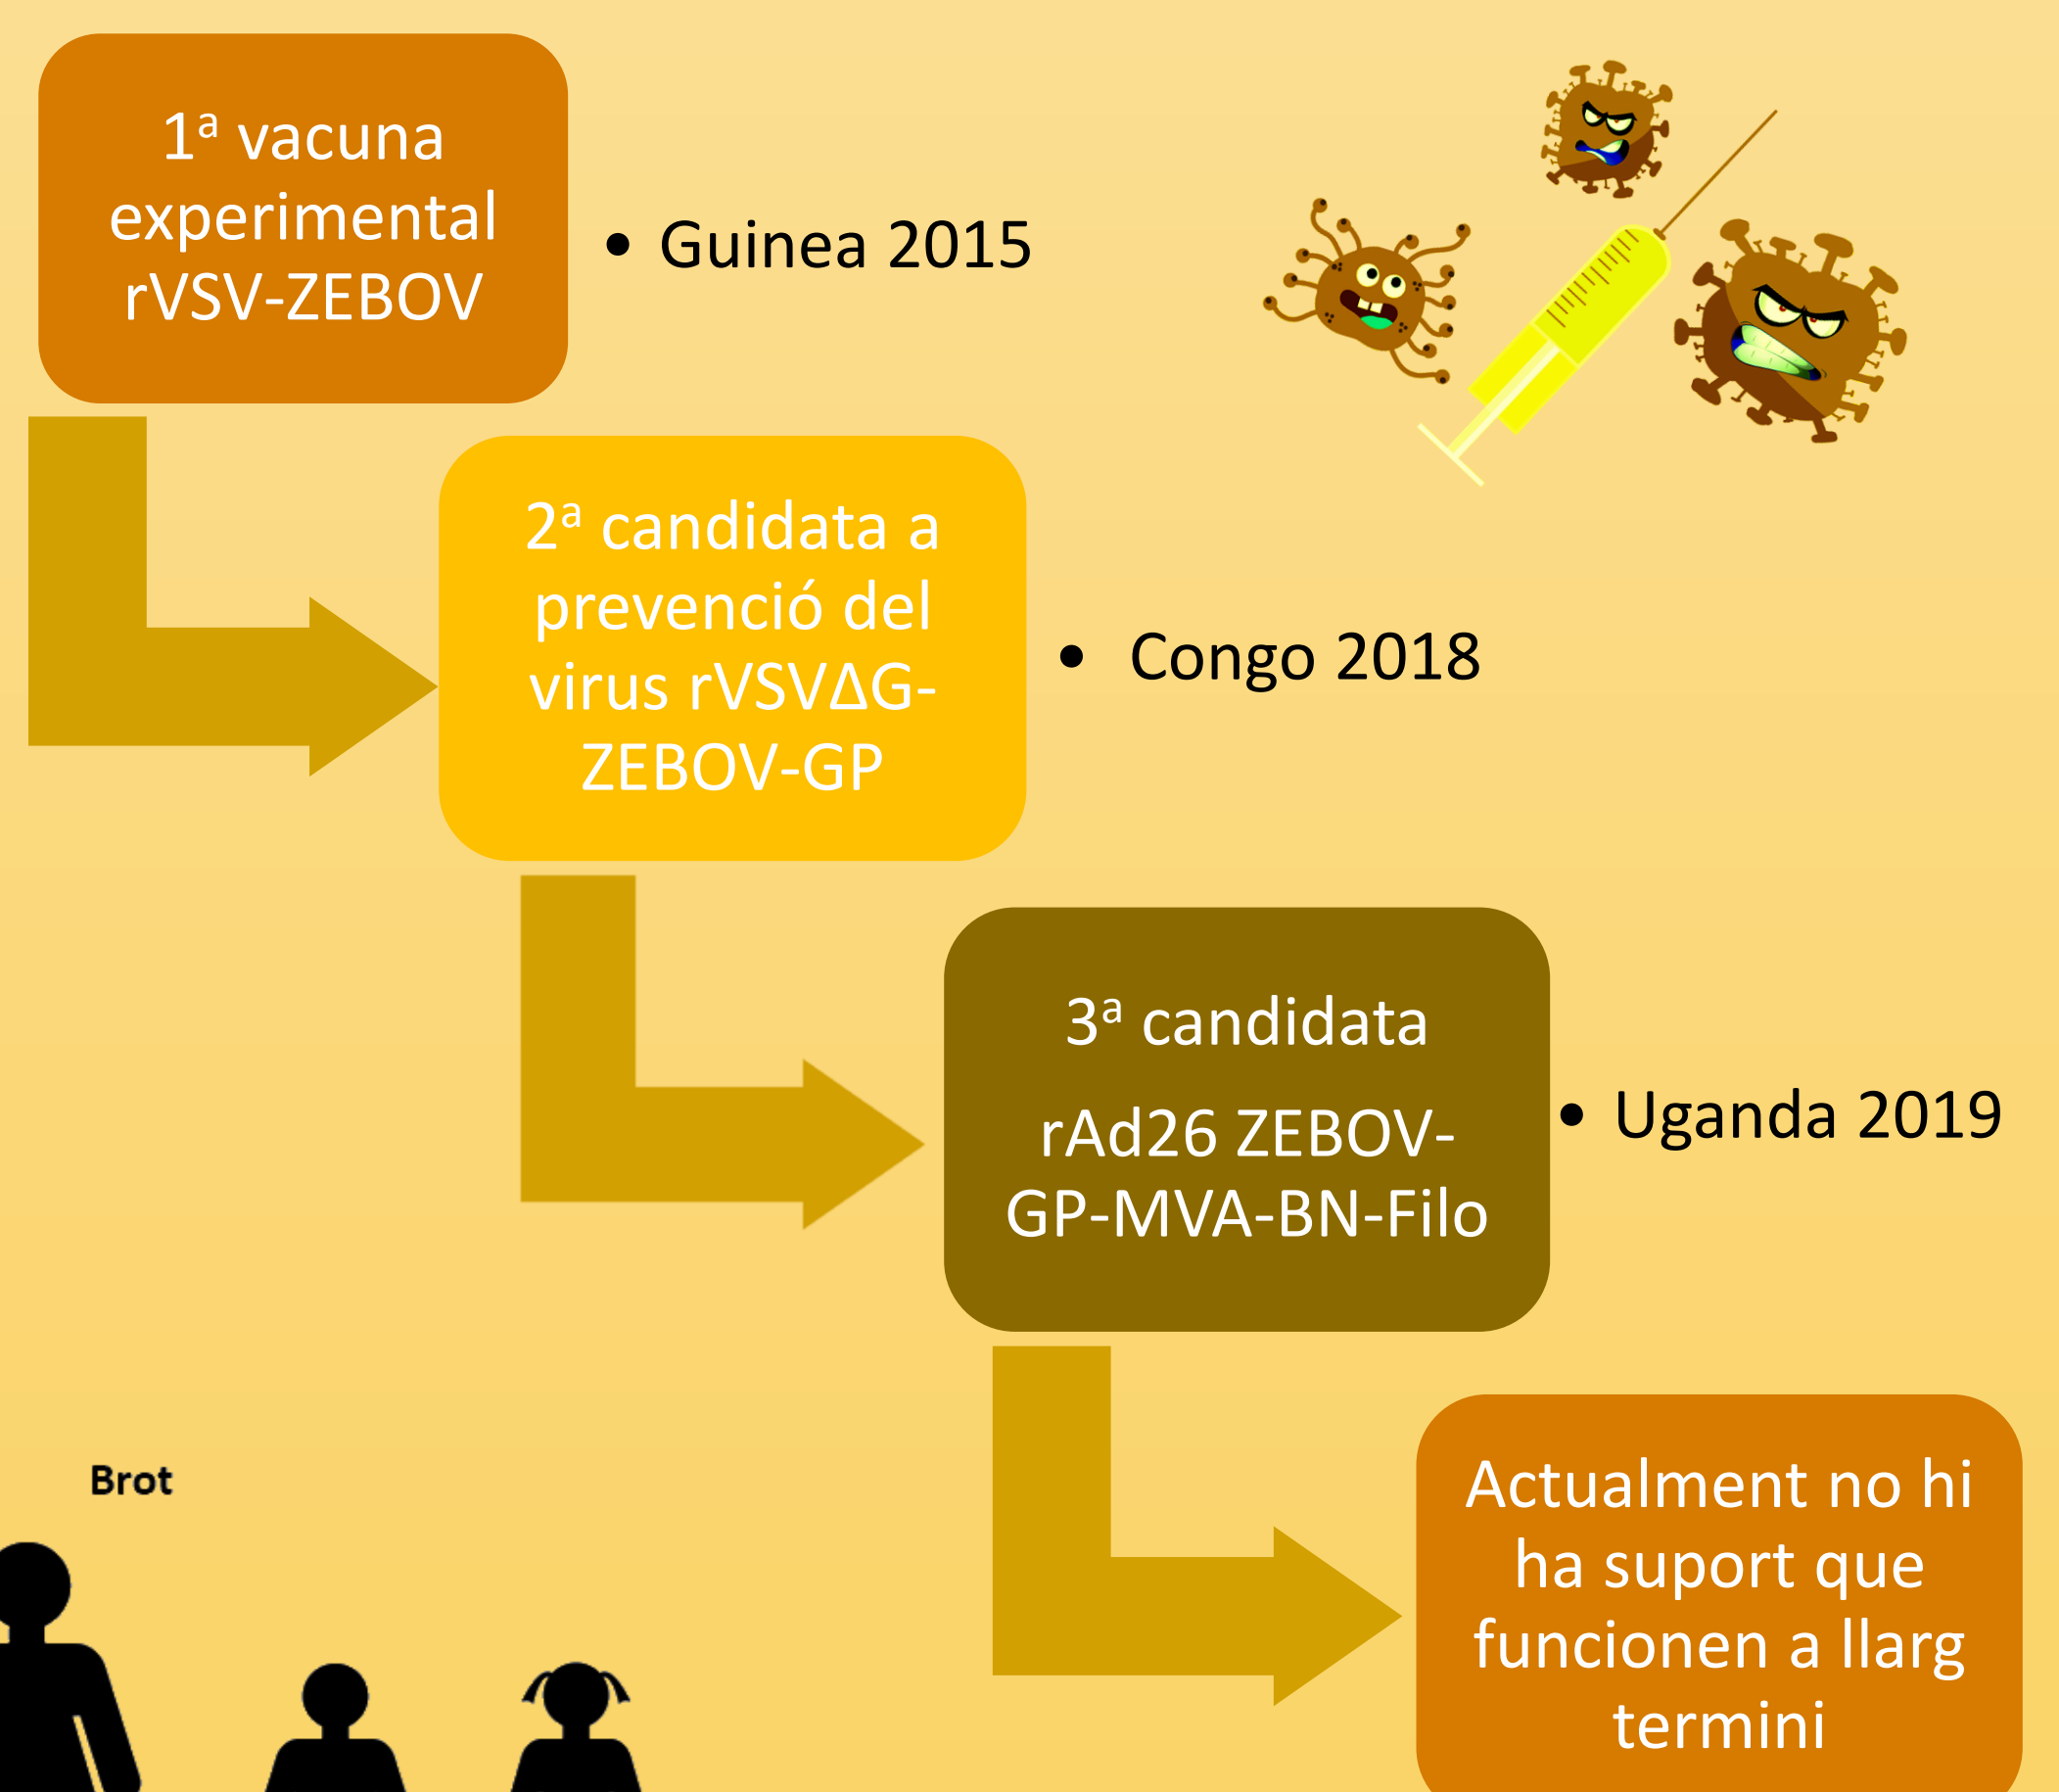 1ª vacuna
experimental
rVSV-ZEBOV
• Guinea 2015
2ª candidata a
prevenció del
virus rVSVΔG-
ZEBOV-GP
• Congo 2018
3ª candidata
rAd26 ZEBOV-
GP-MVA-BN-Filo
• Uganda 2019
Actualment no hi
ha suport que
funcionen a llarg
termini
Brot